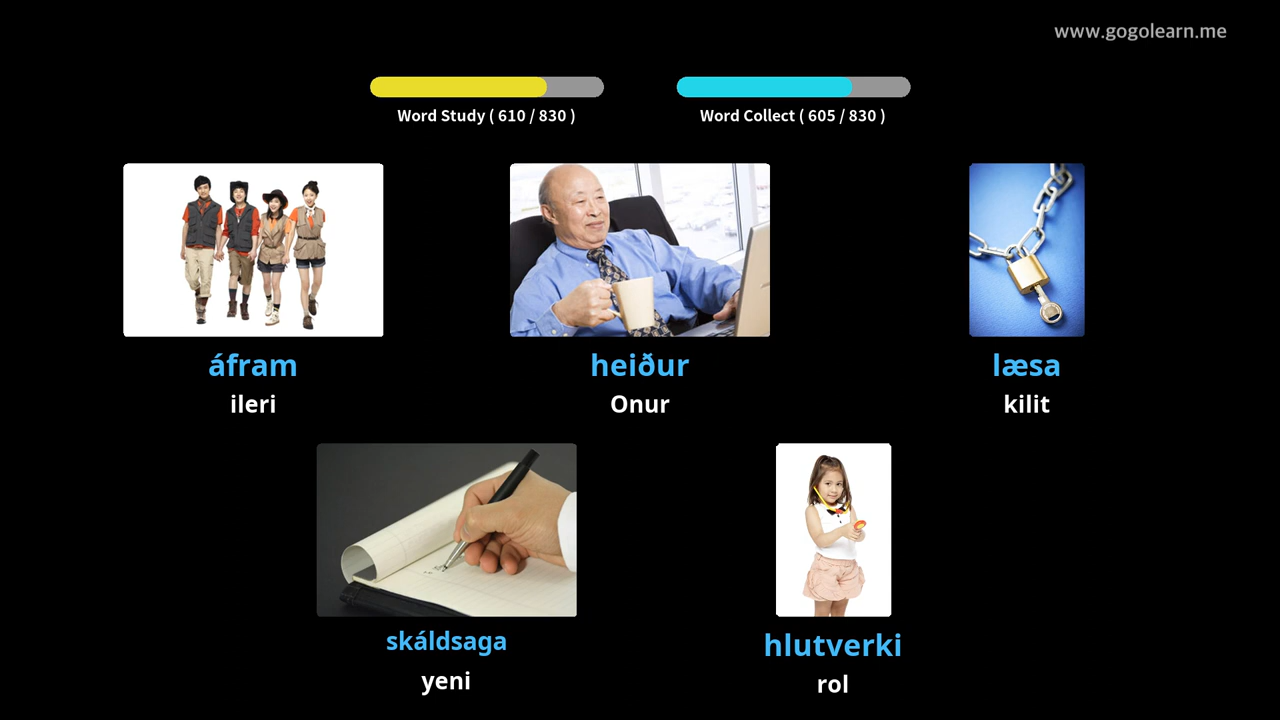 www.gogolearn.me
Word Study ( 610 / 830 )
Word Collect ( 605 / 830 )
áfram
ileri
heiður
Onur
læsa
kilit
skáldsaga
yeni
hlutverki
rol